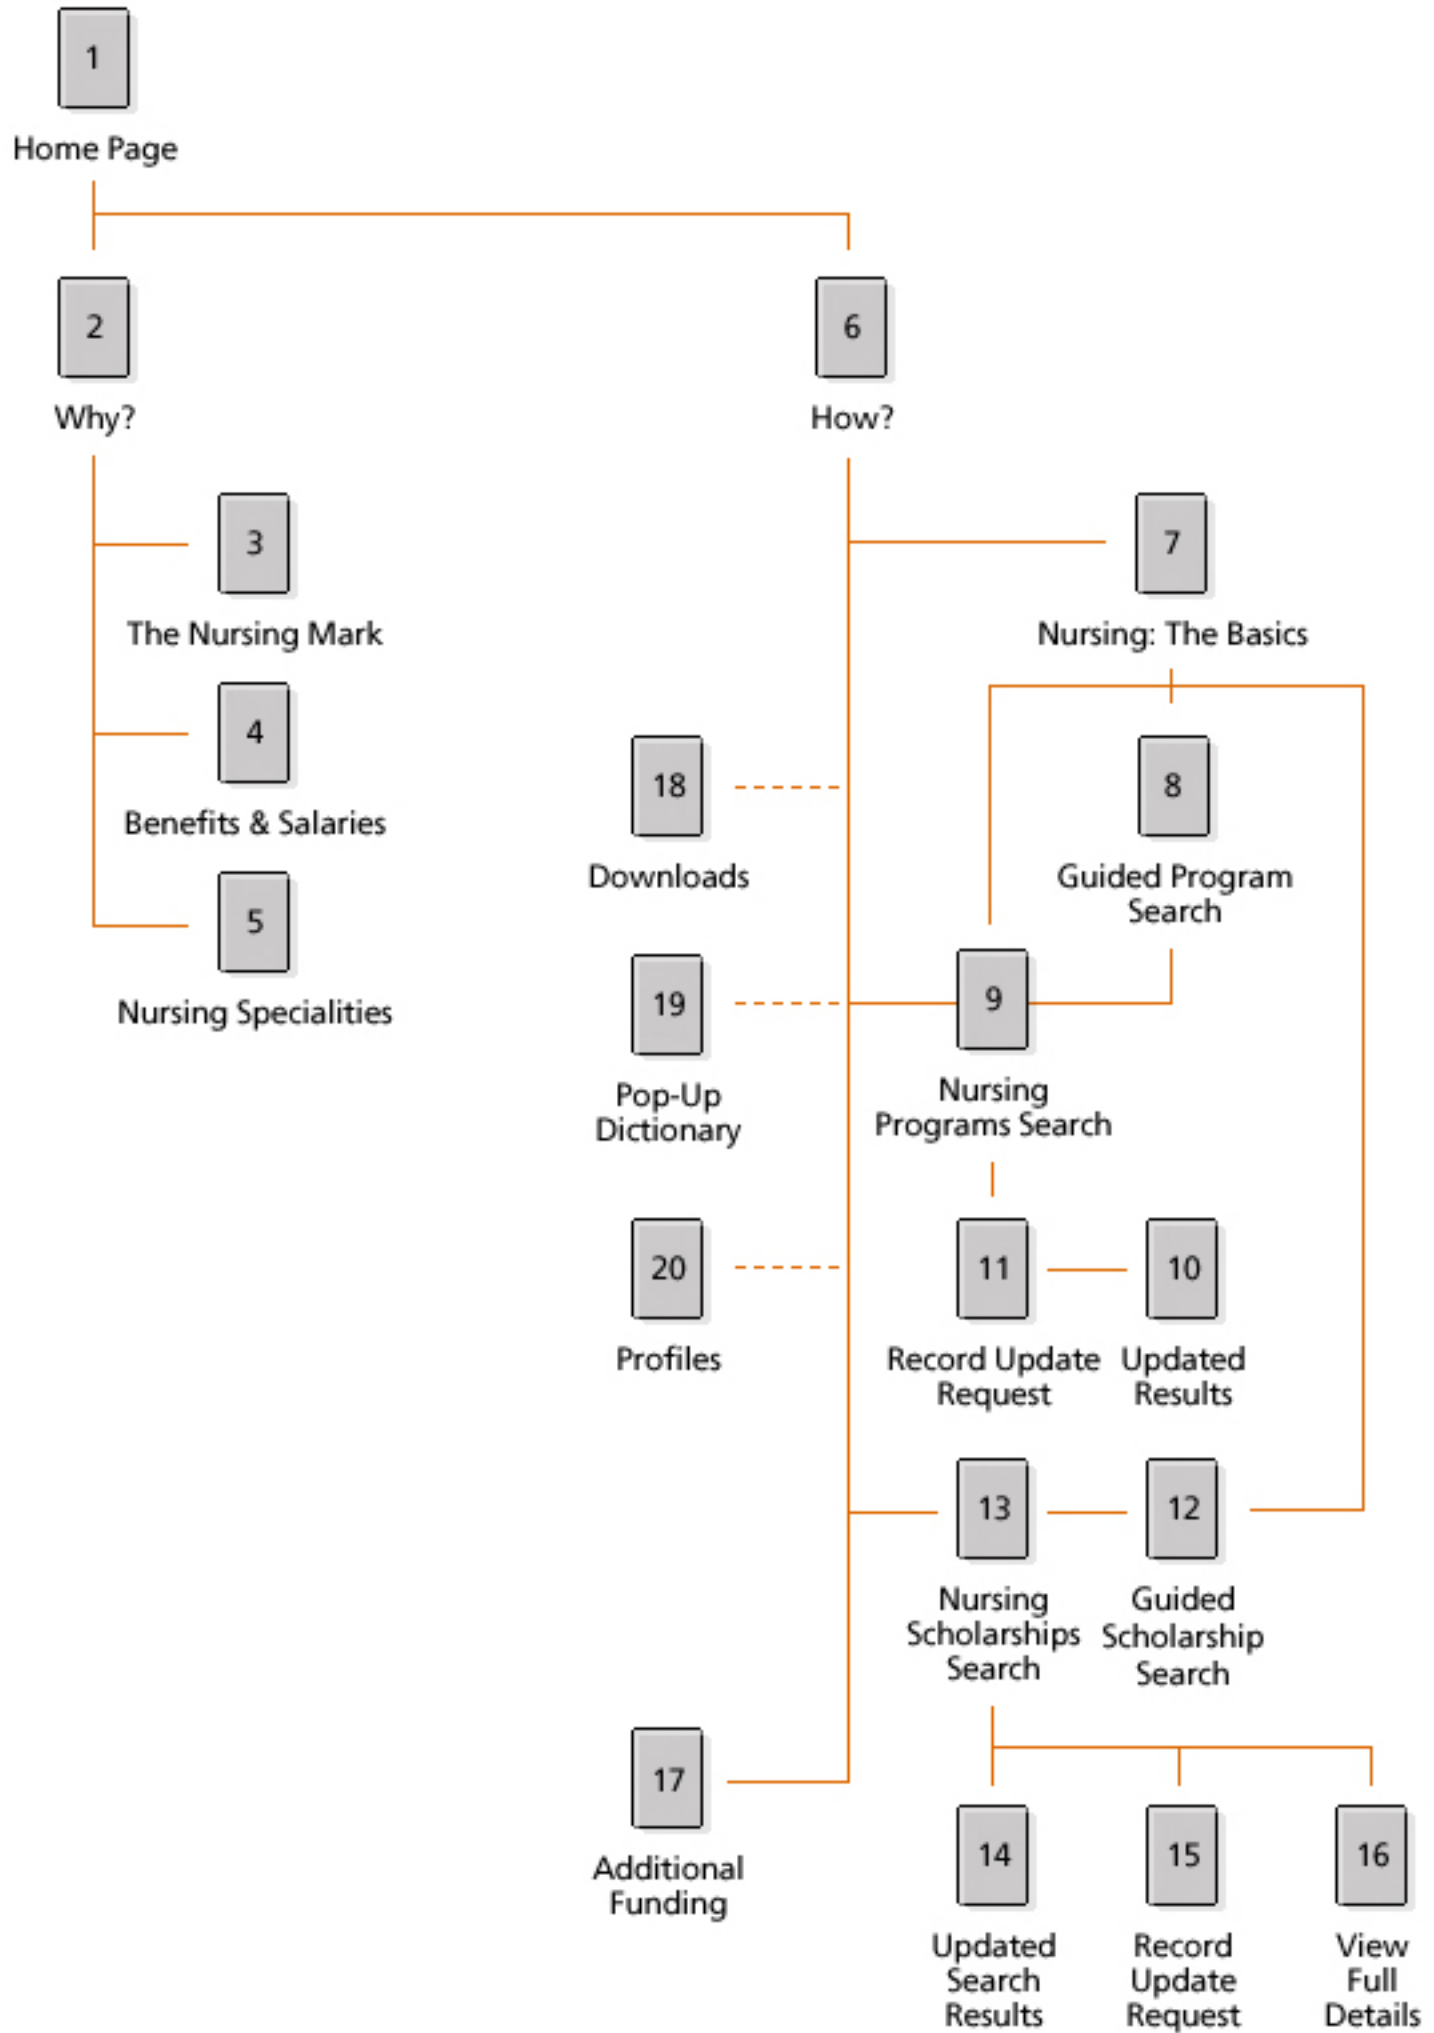 1
Home Page
2
Why?
6
How?
3
The Nursing Mark
7
Nursing: The Basics
4
Benefits & Salaries
18
Downloads
8
Guided Program
Search
5
Nursing Specialities
19
Pop-Up
Dictionary
9
Nursing
Programs Search
20
Profiles
11
Record Update
Request
10
Updated
Results
13
Nursing
Scholarships
Search
12
Guided
Scholarship
Search
17
Additional
Funding
14
Updated
Search
Results
15
Record
Update
Request
16
View
Full
Details